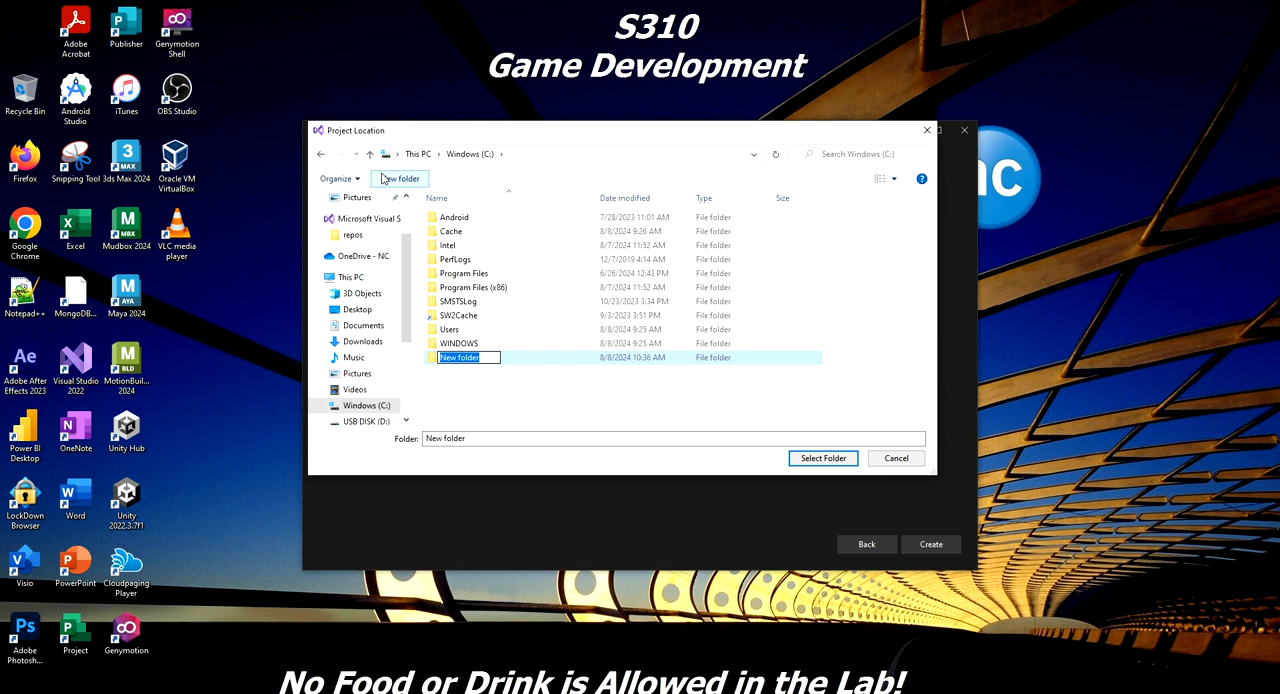 S310
Game Development
Adobe
Acrobat
Publisher
Genymotion
Shell
Recycle Bin
Android
Studio
iTunes
OBS Studio
Firefox
Snipping Tool
3ds Max 2024
Oracle VM
VirtualBox
Google
Chrome
Excel
Mudbox 2024
VLC media
player
Notepad++
MongoDB...
Maya 2024
Adobe After
Effects 2023
Visual Studio
2022
MotionBuil...
2024
Power BI
Desktop
OneNote
Unity Hub
LockDown
Browser
Word
Unity
2022.3.7f1
Visio
PowerPoint
Cloudpaging
Player
Adobe
Photosh...
Project
Genymotion
Project Location
This PC › Windows (C:) ›
Search Windows (C:)
Organize
New folder
Name Date modified Type Size
Pictures
Microsoft Visual S
repos
OneDrive - NC
This PC
3D Objects
Desktop
Documents
Downloads
Music
Pictures
Videos
Windows (C:)
USB DISK (D:)
Android 7/28/2023 11:01 AM File folder
Cache 8/8/2024 9:26 AM File folder
Intel 8/7/2024 11:52 AM File folder
PerfLogs 12/7/2019 4:14 AM File folder
Program Files 6/26/2024 12:43 PM File folder
Program Files (x86) 8/7/2024 11:52 AM File folder
SMSTSLog 10/23/2023 3:34 PM File folder
SW2Cache 9/3/2023 3:51 PM File folder
Users 8/8/2024 9:25 AM File folder
WINDOWS 8/8/2024 9:25 AM File folder
New folder 8/8/2024 10:36 AM File folder
Folder: New folder
Select Folder
Cancel
Back
Create
nc
No Food or Drink is Allowed in the Lab!